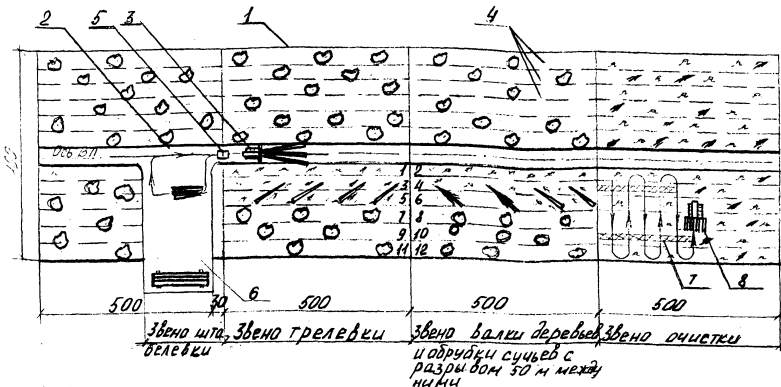 2 5 3 1 4
Ось ВЛ
400
1 2
3 4
5 6
7 8
9 10
11 12
500 30 500 500 500
6 7 8
Звено шта-
белевки
Звено трелевки
Звено валки деревьев
и обрубки сучьев с
разрывом 50 м между
ними
Звено очистки